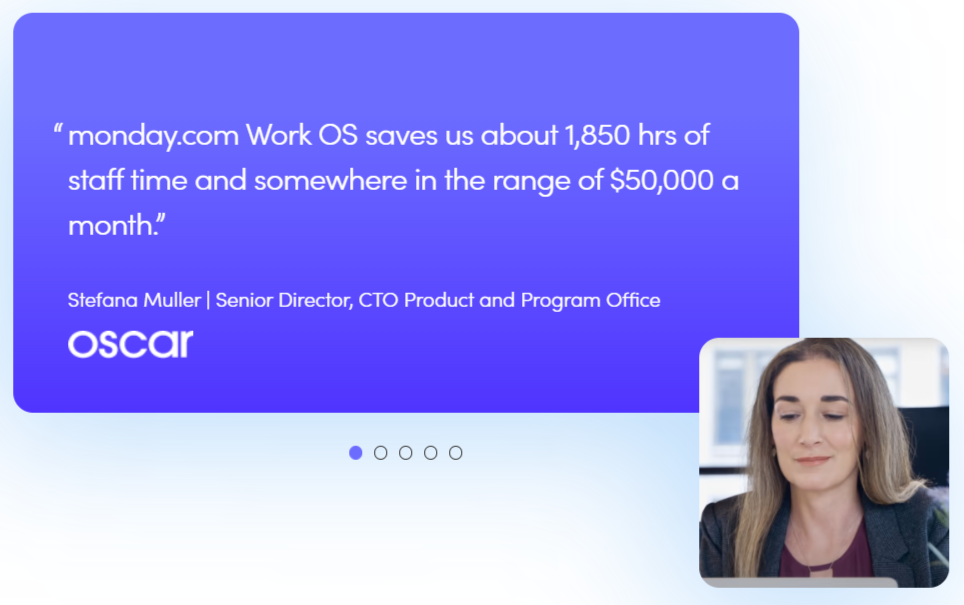 “monday.com Work OS saves us about 1,850 hrs of
staff time and somewhere in the range of $50,000 a
month.”
Stefana Muller | Senior Director, CTO Product and Program Office
oscar